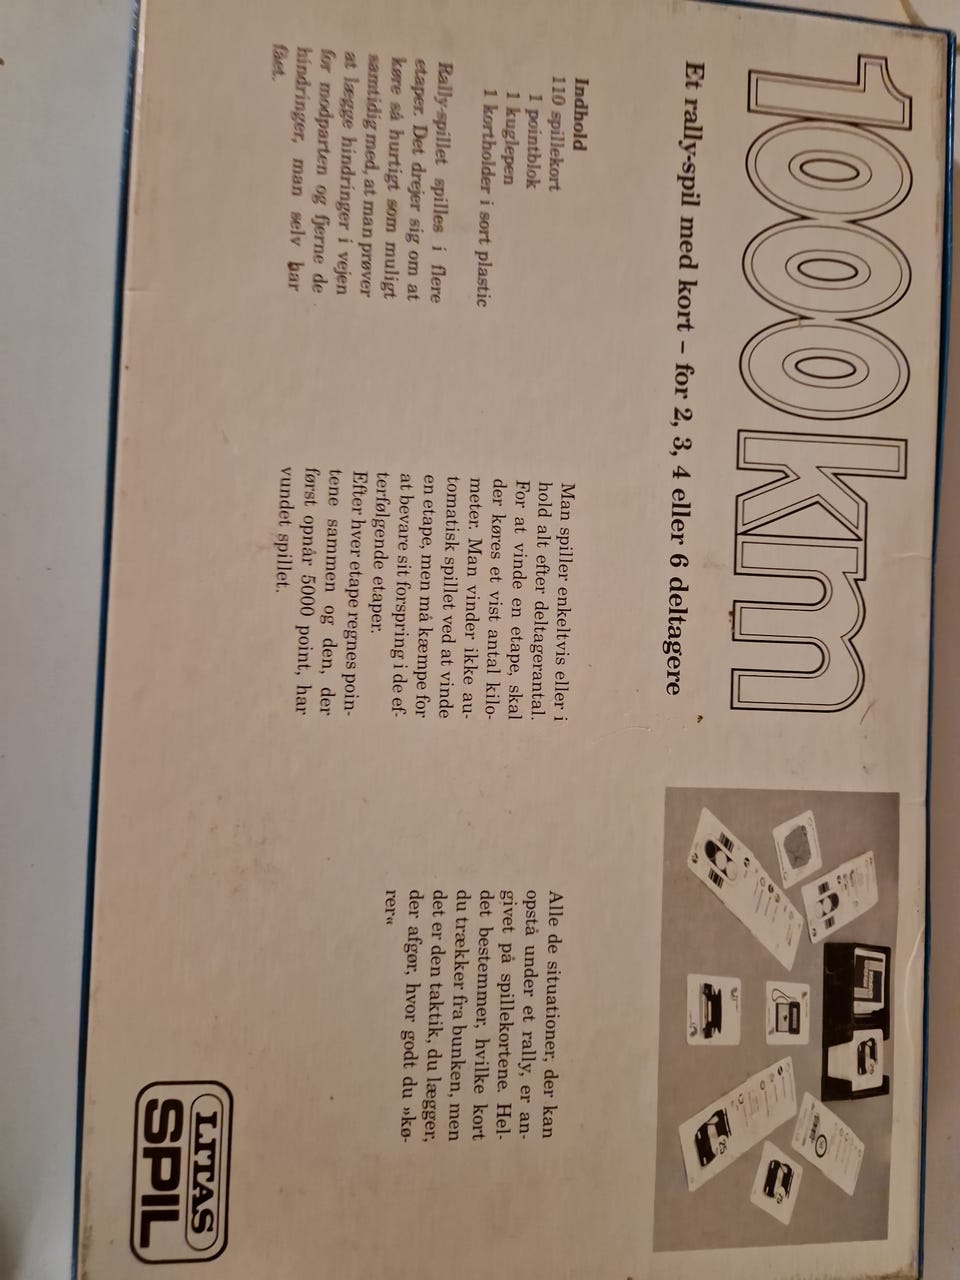 1000 km
Et rally-spil med kort – for 2, 3, 4 eller 6 deltagere
Indhold
110 spillekort
1 pointblok
1 kuglepen
1 kortholder i sort plastic
Rally-spillet spilles i flere
etaper. Det drejer sig om at
køre så hurtigt som muligt
samtidig med, at man prøver
at lægge hindringer i vejen
for modparten og fjerne de
hindringer, man selv har
fået.
Man spiller enkeltvis eller i
hold alt efter deltagerantal.
For at vinde en etape, skal
der køres et vist antal kilo-
meter. Man vinder ikke au-
tomatisk spillet ved at vinde
en etape, men må kæmpe for
at bevare sit forspring i de ef-
terfølgende etaper.
Efter hver etape regnes poin-
tene sammen og den, der
først opnår 5000 point, har
vundet spillet.
Alle de situationer, der kan
opstå under et rally, er an-
givet på spillekortene. Hel-
det bestemmer, hvilke kort
du trækker fra bunken, men
det er den taktik, du lægger,
der afgør, hvor godt du »kø-
rer«
25
LITAS
SPIL